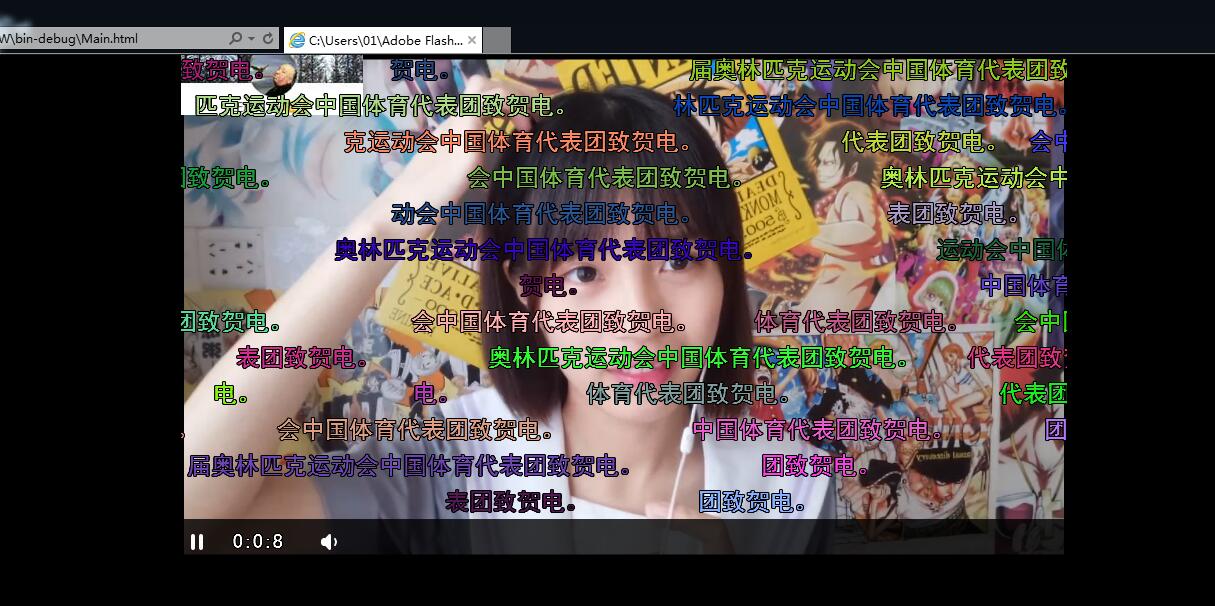 W\bin-debug\Main.html
C:\Users\01\Adobe Flash...
致贺电。 贺电。 届奥林匹克运动会中国体育代表团致
匹克运动会中国体育代表团致贺电。 林匹克运动会中国体育代表团致贺电。
克运动会中国体育代表团致贺电。 代表团致贺电。 会中
团致贺电。 会中国体育代表团致贺电。 奥林匹克运动会中
动会中国体育代表团致贺电。 表团致贺电。
奥林匹克运动会中国体育代表团致贺电。 运动会中国体
贺电。 中国体育
团致贺电。 会中国体育代表团致贺电。 体育代表团致贺电。 会中国
表团致贺电。 奥林匹克运动会中国体育代表团致贺电。 代表团致
电。 电。 体育代表团致贺电。 代表团
。 会中国体育代表团致贺电。 中国体育代表团致贺电。 团
届奥林匹克运动会中国体育代表团致贺电。 团致贺电。
表团致贺电。 团致贺电。
0:0:8